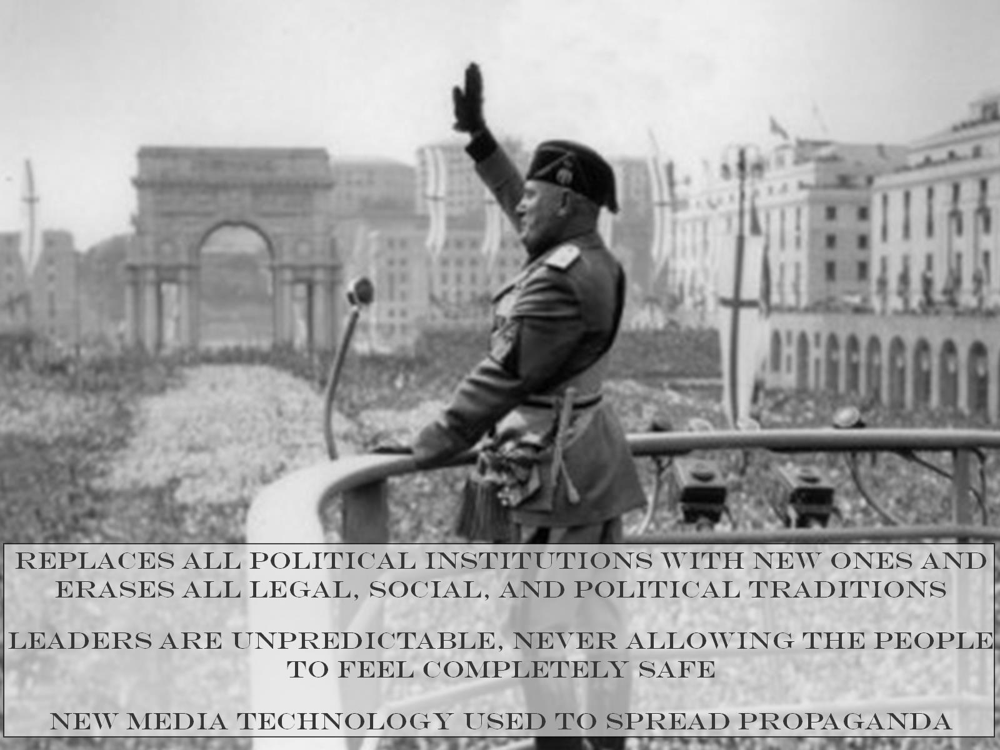 REPLACES ALL POLITICAL INSTITUTIONS WITH NEW ONES AND
ERASES ALL LEGAL, SOCIAL, AND POLITICAL TRADITIONS
LEADERS ARE UNPREDICTABLE, NEVER ALLOWING THE PEOPLE
TO FEEL COMPLETELY SAFE
NEW MEDIA TECHNOLOGY USED TO SPREAD PROPAGANDA